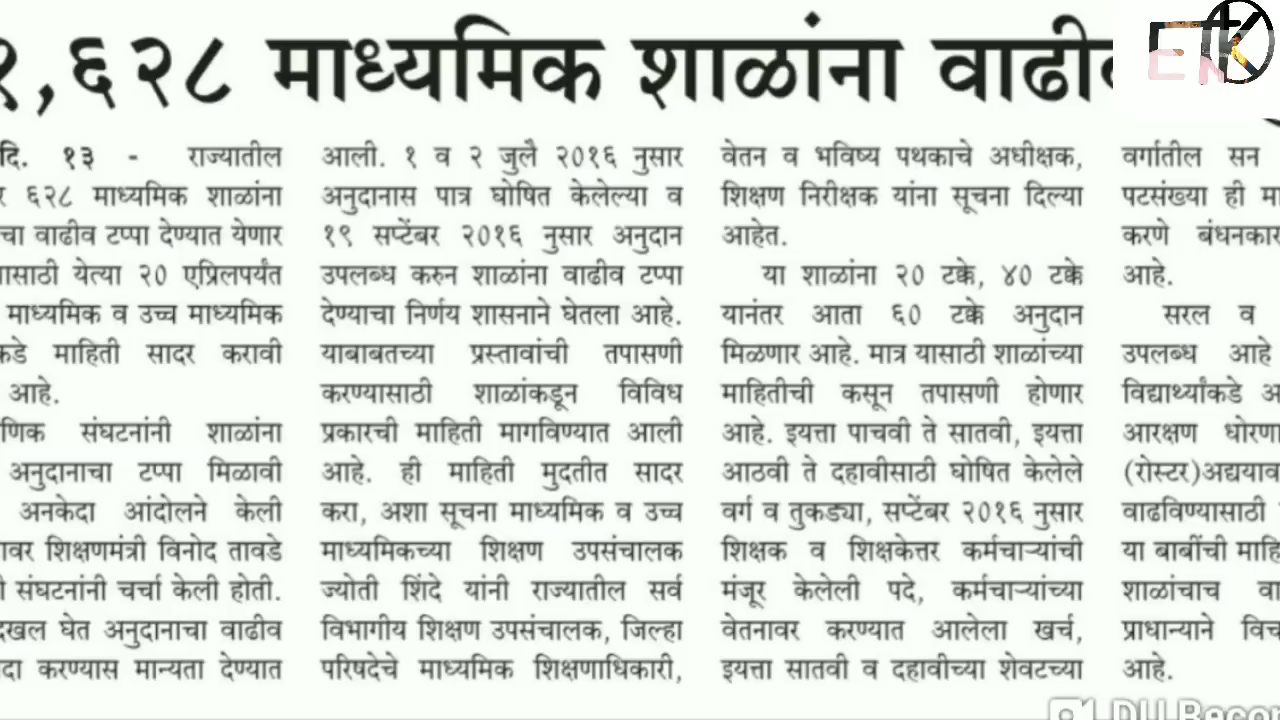 १,६२८ माध्यमिक शाळांना
दि. १३ - राज्यातील
६२८ माध्यमिक शाळांना
वाढीव टप्पा देण्यात येणार
येत्या २० एप्रिलपर्यंत
माध्यमिक व उच्च माध्यमिक
माहिती सादर करावी
आहे.
संघटनांनी शाळांना
अनुदानाचा टप्पा मिळावी
अनकेदा आंदोलने केली
शिक्षणमंत्री विनोद तावडे
संघटनांनी चर्चा केली होती.
घेत अनुदानाचा वाढीव
करण्यास मान्यता देण्यात
आली. १ व २ जुलै २०१६ नुसार
अनुदानास पात्र घोषित केलेल्या व
१९ सप्टेंबर २०१६ नुसार अनुदान
उपलब्ध करुन शाळांना वाढीव टप्पा
देण्याचा निर्णय शासनाने घेतला आहे.
याबाबतच्या प्रस्तावांची तपासणी
करण्यासाठी शाळांकडून विविध
प्रकारची माहिती मागविण्यात आली
आहे. ही माहिती मुदतीत सादर
करा, अशा सूचना माध्यमिक व उच्च
माध्यमिकच्या शिक्षण उपसंचालक
ज्योती शिंदे यांनी राज्यातील सर्व
विभागीय शिक्षण उपसंचालक, जिल्हा
परिषदेचे माध्यमिक शिक्षणाधिकारी,
वेतन व भविष्य पथकाचे अधीक्षक,
शिक्षण निरीक्षक यांना सूचना दिल्या
आहेत.
या शाळांना २० टक्के, ४० टक्के
यानंतर आता ६० टक्के अनुदान
मिळणार आहे. मात्र यासाठी शाळांच्या
माहितीची कसून तपासणी होणार
आहे. इयत्ता पाचवी ते सातवी, इयत्ता
आठवी ते दहावीसाठी घोषित केलेले
वर्ग व तुकड्या, सप्टेंबर २०१६ नुसार
शिक्षक व शिक्षकेत्तर कर्मचाऱ्यांची
मंजूर केलेली पदे, कर्मचाऱ्यांच्या
वेतनावर करण्यात आलेला खर्च,
इयत्ता सातवी व दहावीच्या शेवटच्या
वर्गातील सन
पटसंख्या ही
करणे
आहे.
सरल व
उपलब्ध आहे
विद्यार्थ्यांकडे
आरक्षण
(रोस्टर)
वाढविण्यासाठी
या बाबींची
शाळांचाच
प्राधान्याने
आहे.